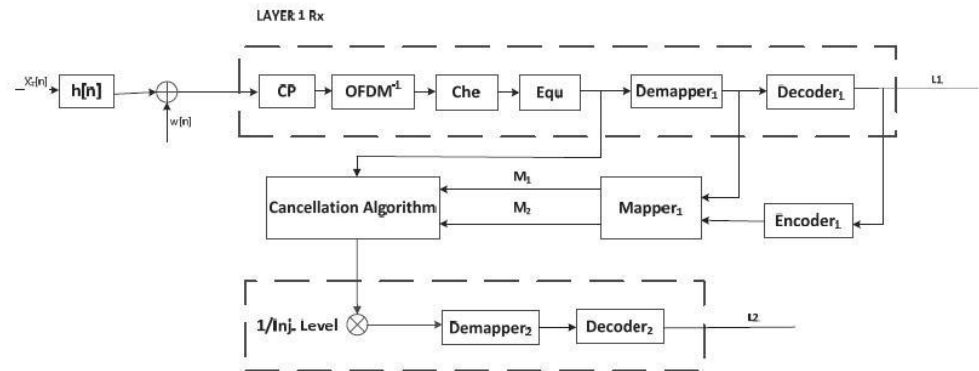 LAYER 1 Rx
h[n]
w[n]
CP
OFDM⁻¹
Che
Equ
Demapper₁
Decoder₁
L1
Cancellation Algorithm
M₁
M₂
Mapper₁
Encoder₁
1/Inj. Level
Demapper₂
Decoder₂
L2